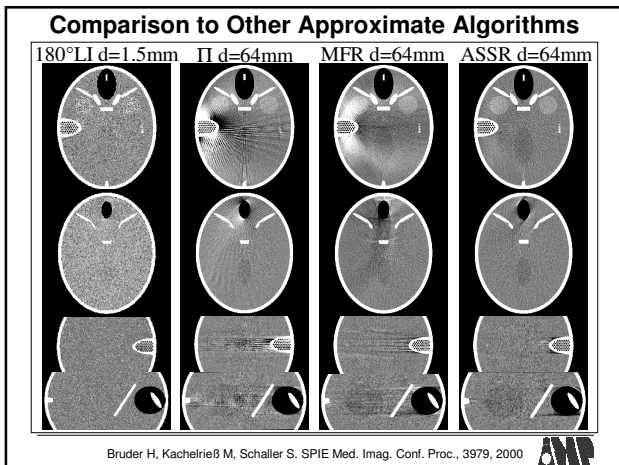 Comparison to Other Approximate Algorithms
180°LI d=1.5mm Π d=64mm MFR d=64mm ASSR d=64mm
Bruder H, Kachelrieß M, Schaller S. SPIE Med. Imag. Conf. Proc., 3979, 2000
IMP